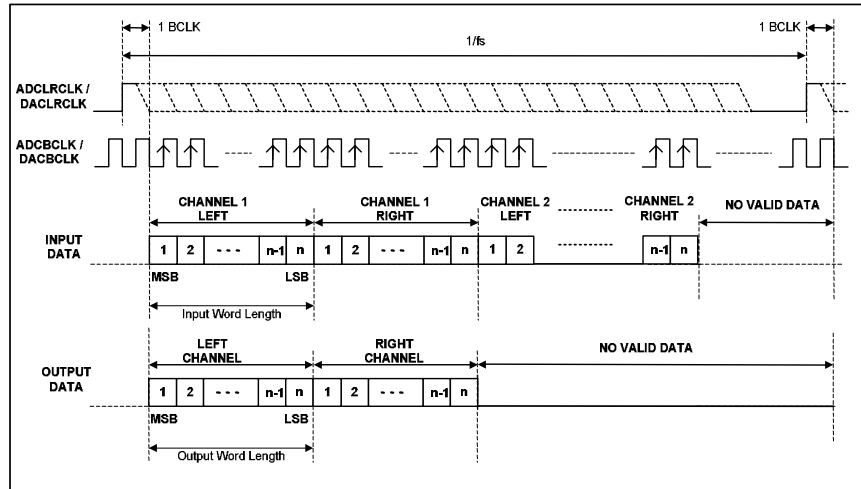 1 BCLK
1 BCLK
1/fs
ADCLRCLK /
DACLRCLK
ADCBCLK /
DACBCLK
CHANNEL 1
LEFT
CHANNEL 1
RIGHT
CHANNEL 2
LEFT
CHANNEL 2
RIGHT
NO VALID DATA
INPUT
DATA
1 2 - - - n-1 n 1 2 - - - n-1 n 1 2 n-1 n
MSB LSB
Input Word Length
LEFT
CHANNEL
RIGHT
CHANNEL
NO VALID DATA
OUTPUT
DATA
1 2 - - - n-1 n 1 2 - - - n-1 n
MSB LSB
Output Word Length